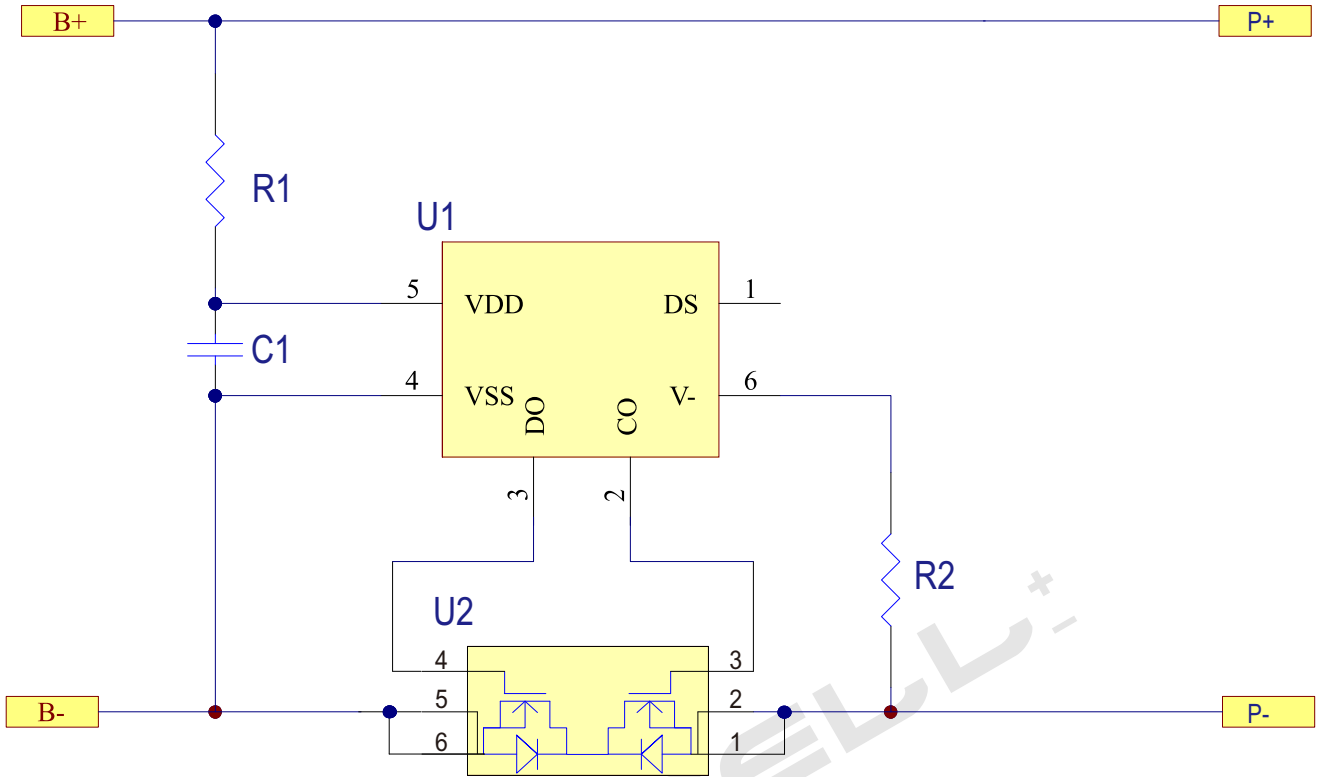 B+ P+
R1
U1
5 VDD DS 1
C1
4 VSS DO CO V- 6
3 2
R2
U2
4 3
B- 5 2 P-
6 1